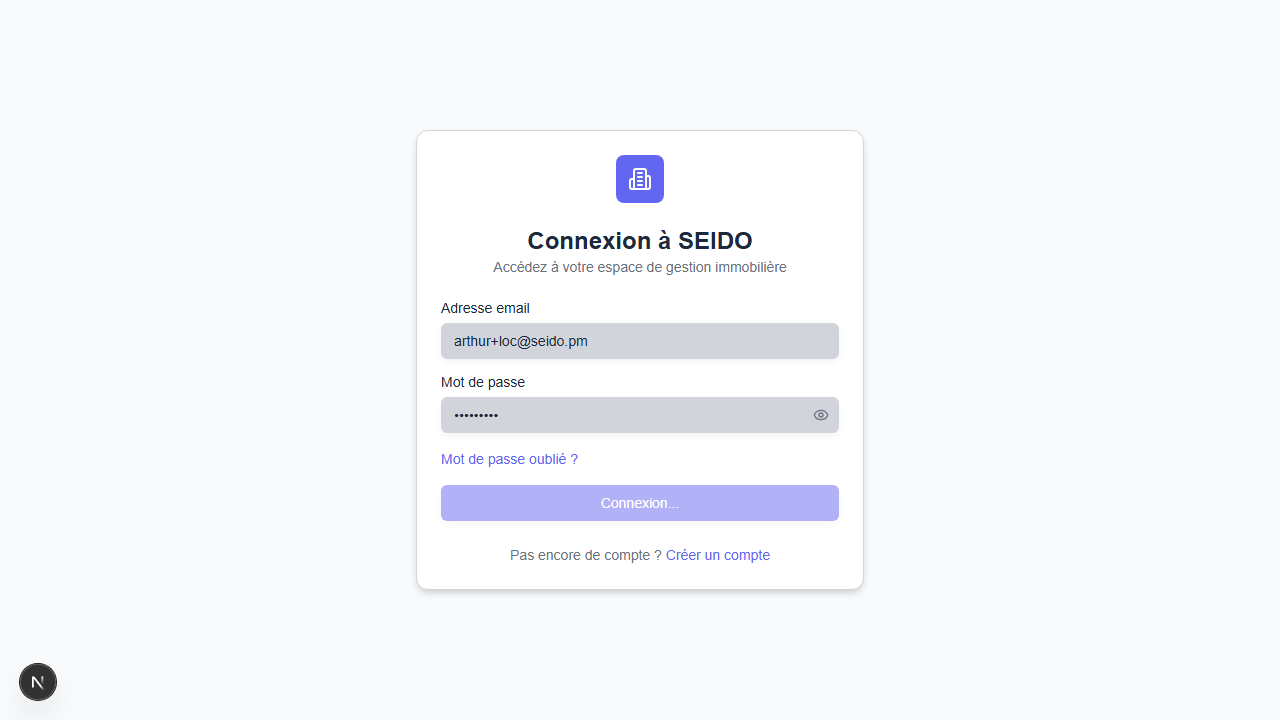 Connexion à SEIDO
Accédez à votre espace de gestion immobilière
Adresse email
arthur+loc@seido.pm
Mot de passe
•••••••••
Mot de passe oublié ?
Connexion...
Pas encore de compte ? Créer un compte
N